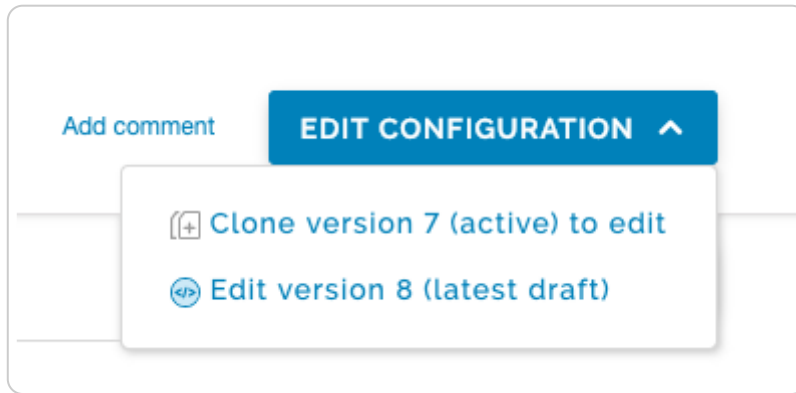 Add comment
EDIT CONFIGURATION
Clone version 7 (active) to edit
Edit version 8 (latest draft)